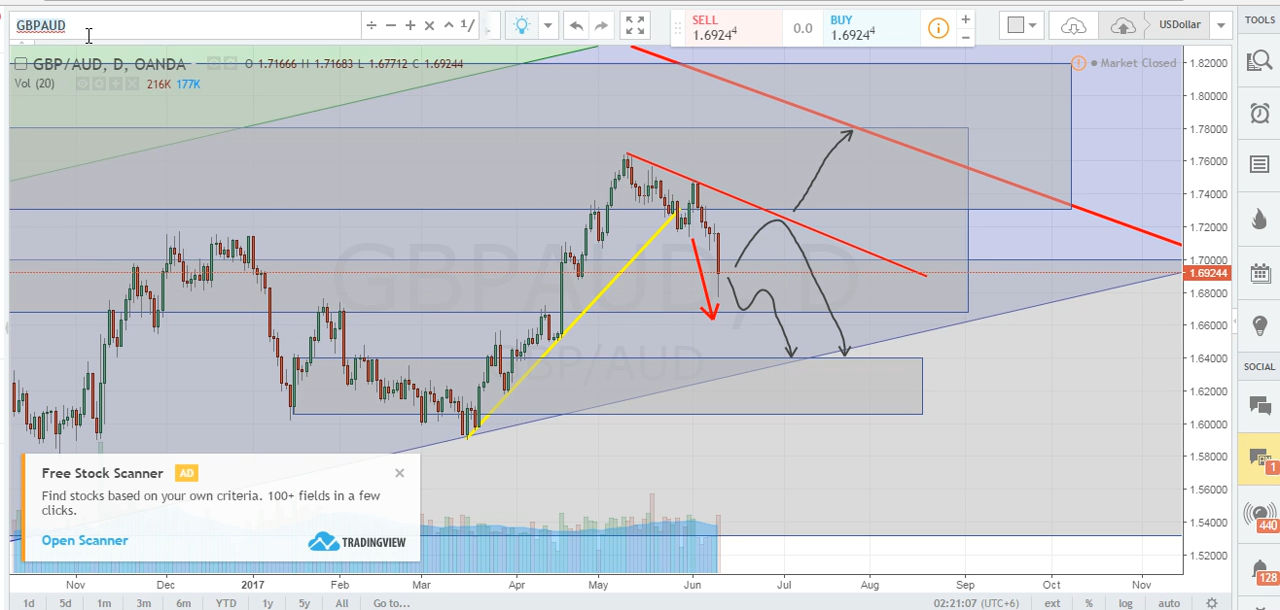 GBPAUD
1/
SELL
1.6924⁴
0.0
BUY
1.6924⁴
USDollar
TOOLS
GBP/AUD, D, OANDA O 1.71666 H 1.71683 L 1.67712 C 1.69244
Market Closed
Vol (20) 216K 177K
1.82000
1.80000
1.78000
1.76000
1.74000
1.72000
1.70000
1.69244
1.68000
1.66000
1.64000
1.62000
1.60000
1.58000
1.56000
1.54000
1.52000
GBPAUD, D
GBP/AUD
SOCIAL
1
440
128
Free Stock Scanner AD
Find stocks based on your own criteria. 100+ fields in a few
clicks.
Open Scanner
TRADINGVIEW
Nov Dec 2017 Feb Mar Apr May Jun Jul Aug Sep Oct Nov
1d 5d 1m 3m 6m YTD 1y 5y All Go to... 02:21:07 (UTC+6) ext % log auto